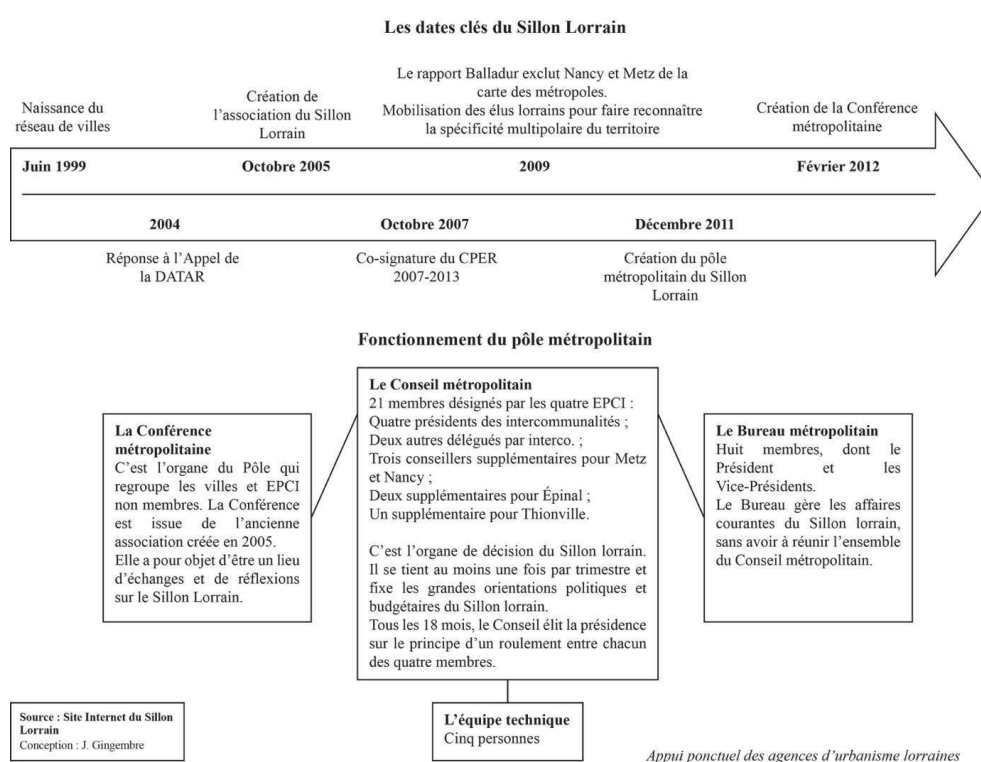 Les dates clés du Sillon Lorrain
Naissance du
réseau de villes
Création de
l’association du Sillon
Lorrain
Le rapport Balladur exclut Nancy et Metz de la
carte des métropoles.
Mobilisation des élus lorrains pour faire reconnaître
la spécificité multipolaire du territoire
Création de la Conférence
métropolitaine
Juin 1999
Octobre 2005
2009
Février 2012
2004
Octobre 2007
Décembre 2011
Réponse à l’Appel de
la DATAR
Co-signature du CPER
2007-2013
Création du pôle
métropolitain du Sillon
Lorrain
Fonctionnement du pôle métropolitain
La Conférence
métropolitaine
C’est l’organe du Pôle qui
regroupe les villes et EPCI
non membres. La Conférence
est issue de l’ancienne
association créée en 2005.
Elle a pour objet d’être un lieu
d’échanges et de réflexions
sur le Sillon Lorrain.
Le Conseil métropolitain
21 membres désignés par les quatre EPCI :
Quatre présidents des intercommunalités ;
Deux autres délégués par interco. ;
Trois conseillers supplémentaires pour Metz
et Nancy ;
Deux supplémentaires pour Épinal ;
Un supplémentaire pour Thionville.
C’est l’organe de décision du Sillon lorrain.
Il se tient au moins une fois par trimestre et
fixe les grandes orientations politiques et
budgétaires du Sillon lorrain.
Tous les 18 mois, le Conseil élit la présidence
sur le principe d’un roulement entre chacun
des quatre membres.
Le Bureau métropolitain
Huit membres, dont le
Président et les
Vice-Présidents.
Le Bureau gère les affaires
courantes du Sillon lorrain,
sans avoir à réunir l’ensemble
du Conseil métropolitain.
L’équipe technique
Cinq personnes
Source : Site Internet du Sillon
Lorrain
Conception : J. Gingembre
Appui ponctuel des agences d’urbanisme lorraines